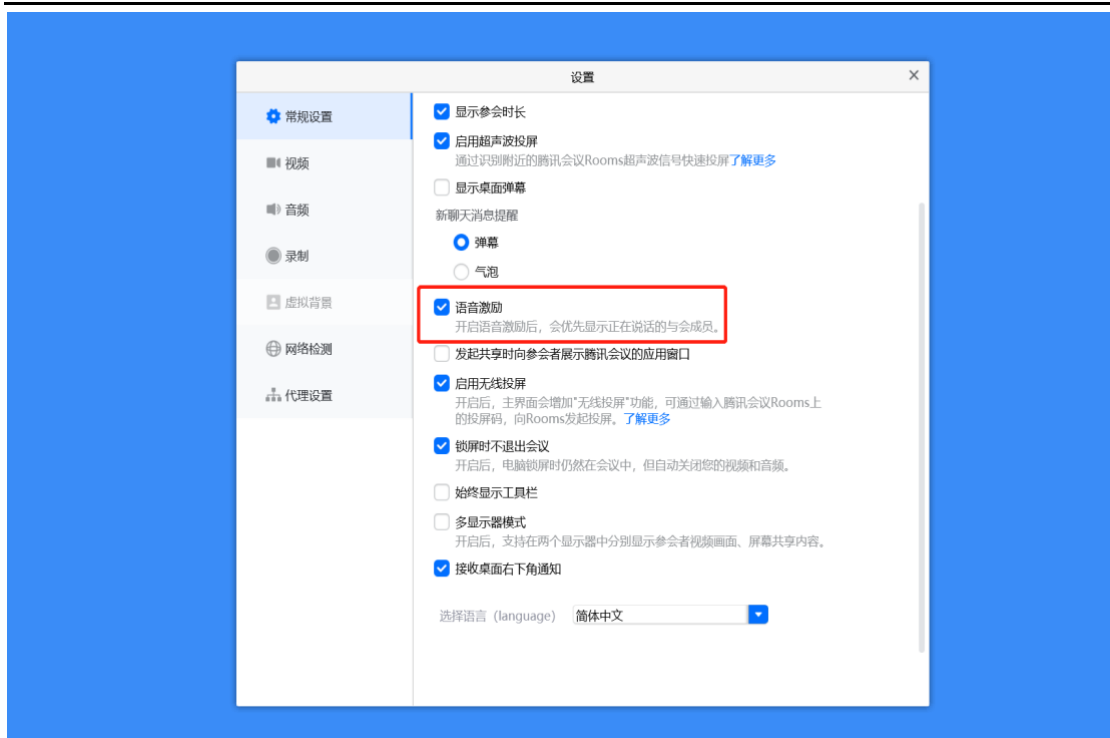 设置
常规设置
视频
音频
录制
虚拟背景
网络检测
代理设置
显示参会时长
启用超声波投屏
通过识别附近的腾讯会议Rooms超声波信号快速投屏了解更多
显示桌面弹幕
新聊天消息提醒
弹幕
气泡
语音激励
开启语音激励后，会优先显示正在说话的与会成员。
发起共享时向参会者展示腾讯会议的应用窗口
启用无线投屏
开启后，主界面会增加"无线投屏"功能，可通过输入腾讯会议Rooms上
的投屏码，向Rooms发起投屏。了解更多
锁屏时不退出会议
开启后，电脑锁屏时仍然在会议中，但自动关闭您的视频和音频。
始终显示工具栏
多显示器模式
开启后，支持在两个显示器中分别显示参会者视频画面、屏幕共享内容。
接收桌面右下角通知
选择语言（language） 简体中文